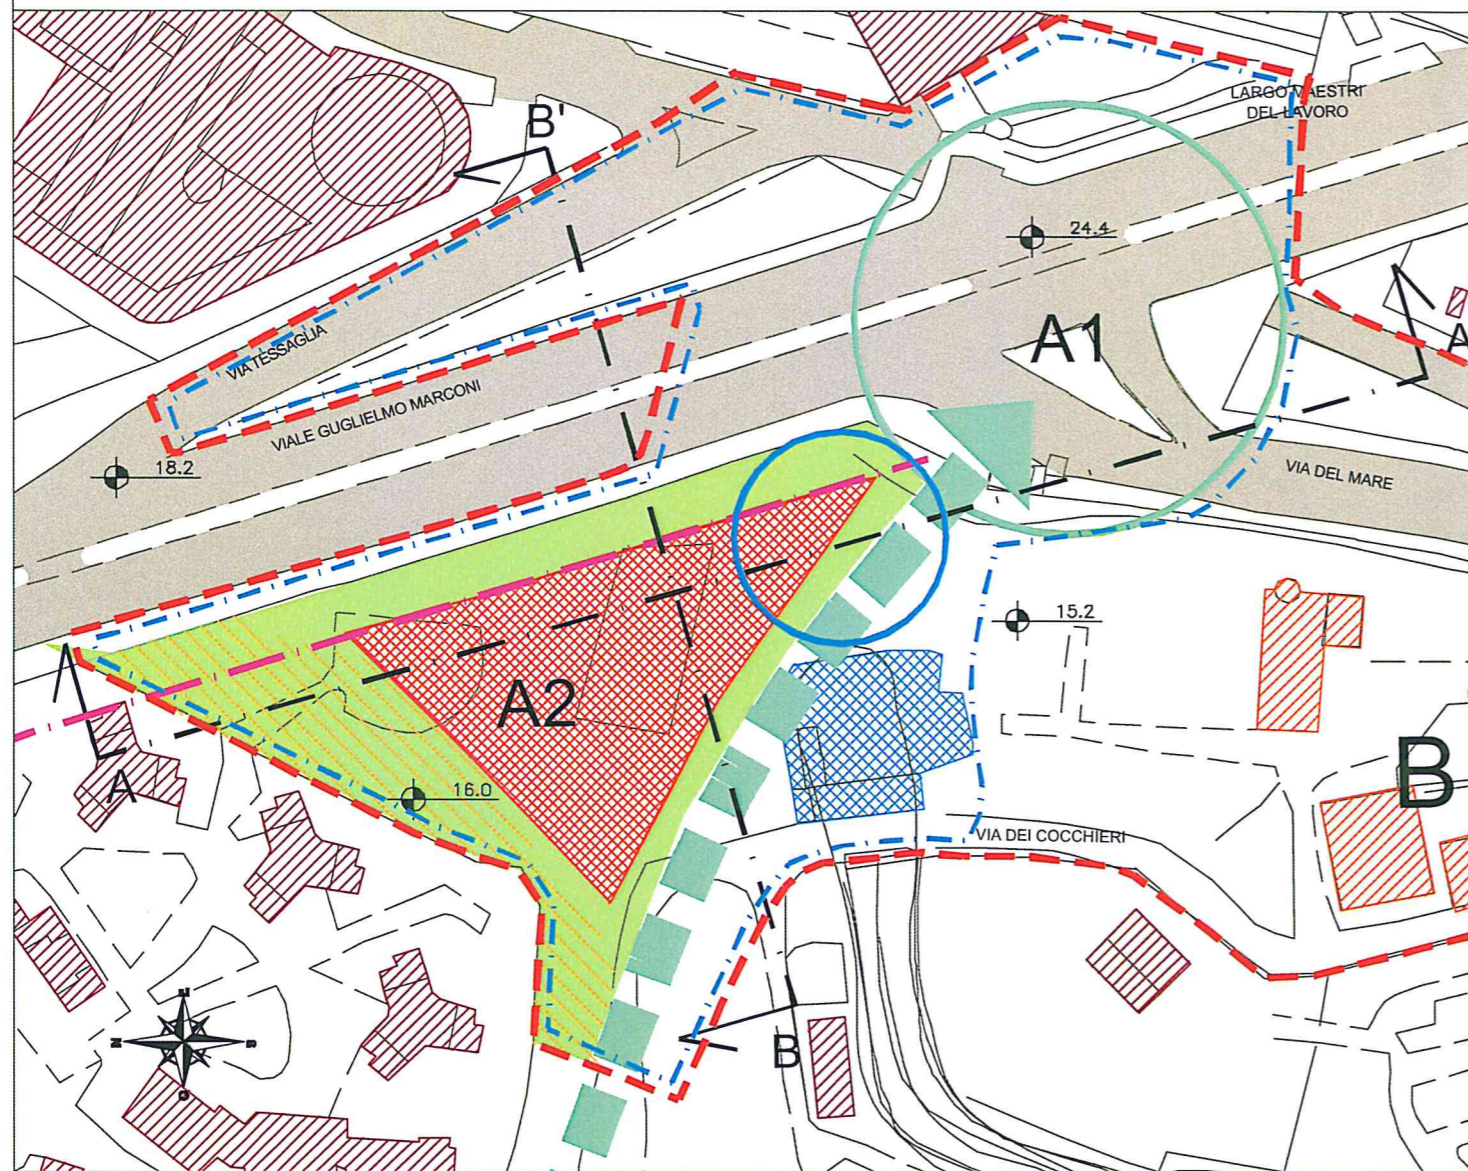 LARGO MAESTRI
DEL LAVORO
B'
24.4
A1
A
VIA TESSAGLIA
VIALE GUGLIELMO MARCONI
18.2
VIA DEL MARE
15.2
A2
B
A
16.0
VIA DEI COCCHIERI
E
N
S
O
B